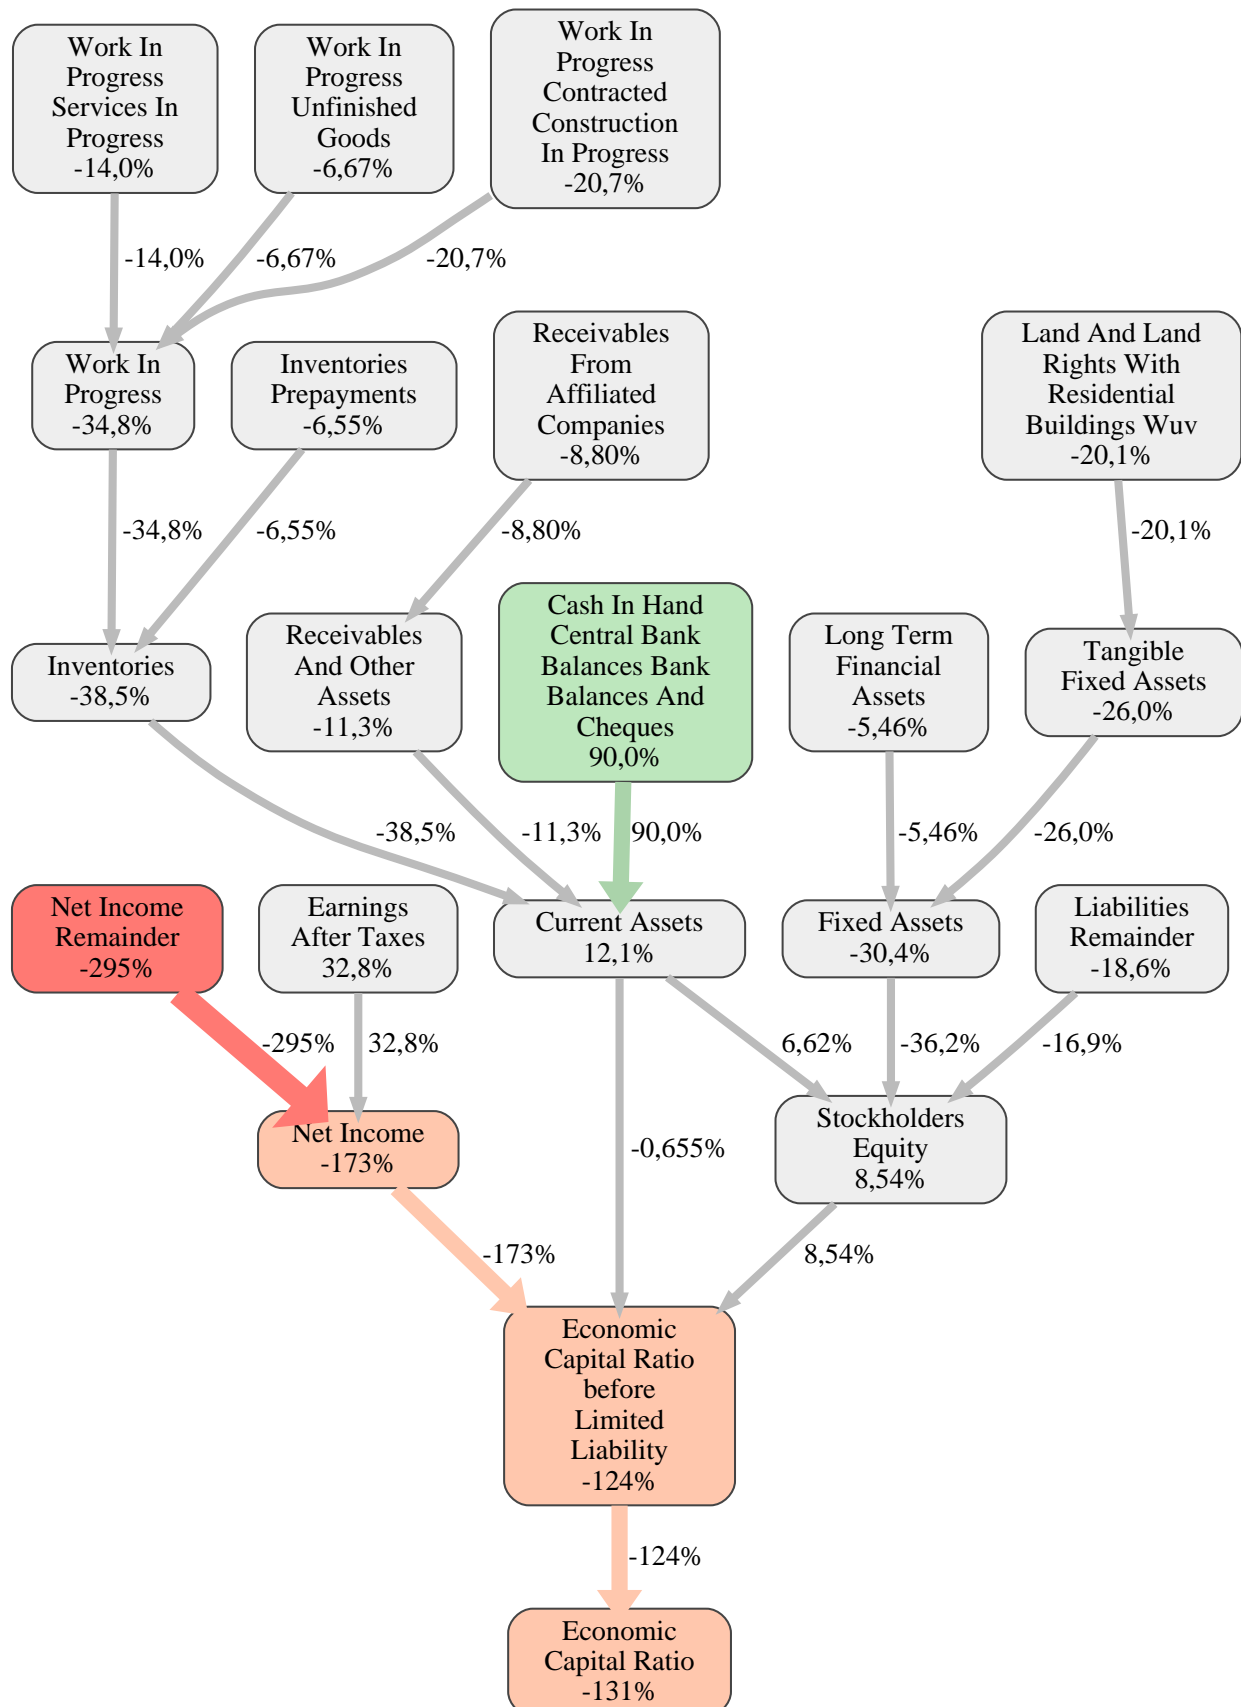 Work In
Progress
Services In
Progress
-14,0%
Work In
Progress
Unfinished
Goods
-6,67%
Work In
Progress
Contracted
Construction
In Progress
-20,7%
-14,0%
-6,67%
-20,7%
Work In
Progress
-34,8%
Inventories
Prepayments
-6,55%
Receivables
From
Affiliated
Companies
-8,80%
Land And Land
Rights With
Residential
Buildings Wuv
-20,1%
-34,8%
-6,55%
-8,80%
-20,1%
Inventories
-38,5%
Receivables
And Other
Assets
-11,3%
Cash In Hand
Central Bank
Balances Bank
Balances And
Cheques
90,0%
Long Term
Financial
Assets
-5,46%
Tangible
Fixed Assets
-26,0%
-38,5%
-11,3%
90,0%
-5,46%
-26,0%
Net Income
Remainder
-295%
Earnings
After Taxes
32,8%
Current Assets
12,1%
Fixed Assets
-30,4%
Liabilities
Remainder
-18,6%
-295%
32,8%
6,62%
-36,2%
-16,9%
Net Income
-173%
-0,655%
Stockholders
Equity
8,54%
-173%
8,54%
Economic
Capital Ratio
before
Limited
Liability
-124%
-124%
Economic
Capital Ratio
-131%